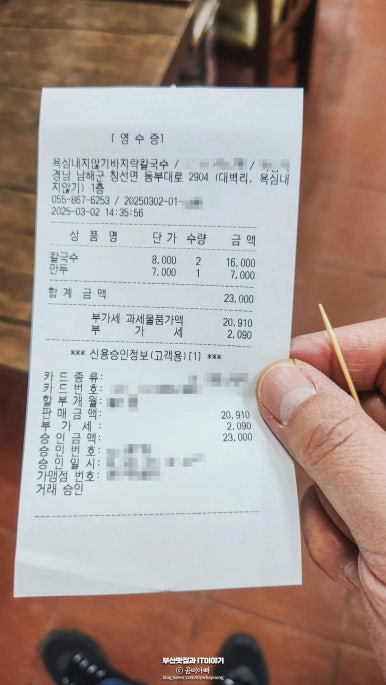 [ 영 수 증]
욕심내지않기바지락칼국수 / /
경남 남해군 창선면 동부대로 2904 (대벽리, 욕심내
지않기) 1층
055-867-6253 / 20250302-01-
2025-03-02 14:35:56
상 품 명 단 가 수량 금 액
칼국수 8,000 2 16,000
만두 7,000 1 7,000
합 계 금 액 23,000
부가세 과세물품가액 20,910
부 가 세 2,090
*** 신용승인정보(고객용)[1] ***
카 드 종 류:
카 드 번 호:
할 부 개 월:
판 매 금 액: 20,910
부 가 세 : 2,090
승 인 금 액: 23,000
승 인 번 호:
승 인 일 시:
가맹점 번호:
거래 승인
부산맛집과 IT이야기
© 곰비아빠
blog.naver.com/mywhayoung